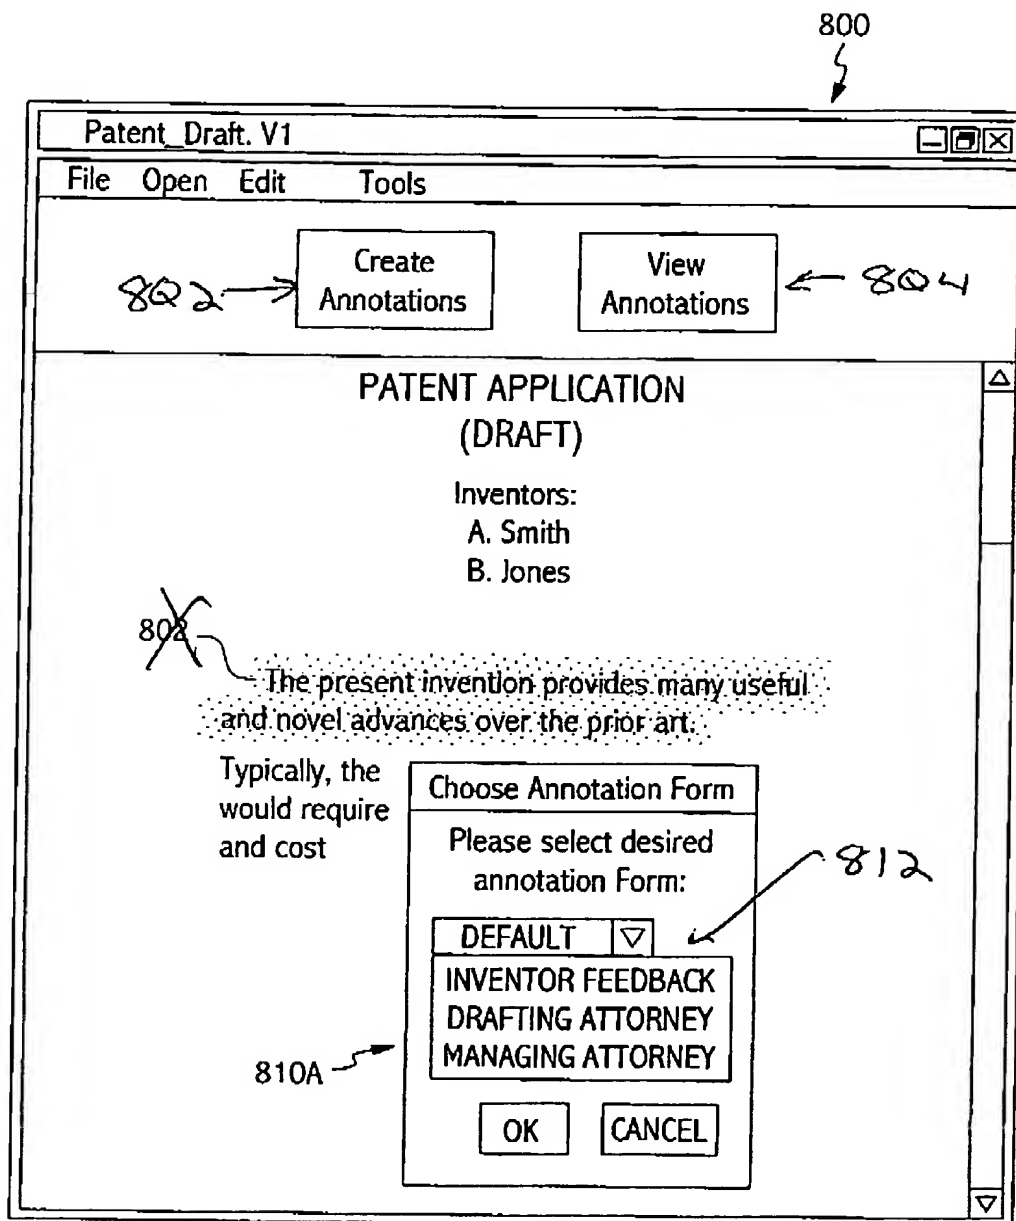 800
Patent_Draft. V1
File Open Edit Tools
Create
Annotations
View
Annotations
802
804
PATENT APPLICATION
(DRAFT)
Inventors:
A. Smith
B. Jones
802
The present invention provides many useful
and novel advances over the prior art.
Typically, the
would require
and cost
Choose Annotation Form
Please select desired
annotation Form:
812
DEFAULT
INVENTOR FEEDBACK
DRAFTING ATTORNEY
MANAGING ATTORNEY
810A
OK CANCEL